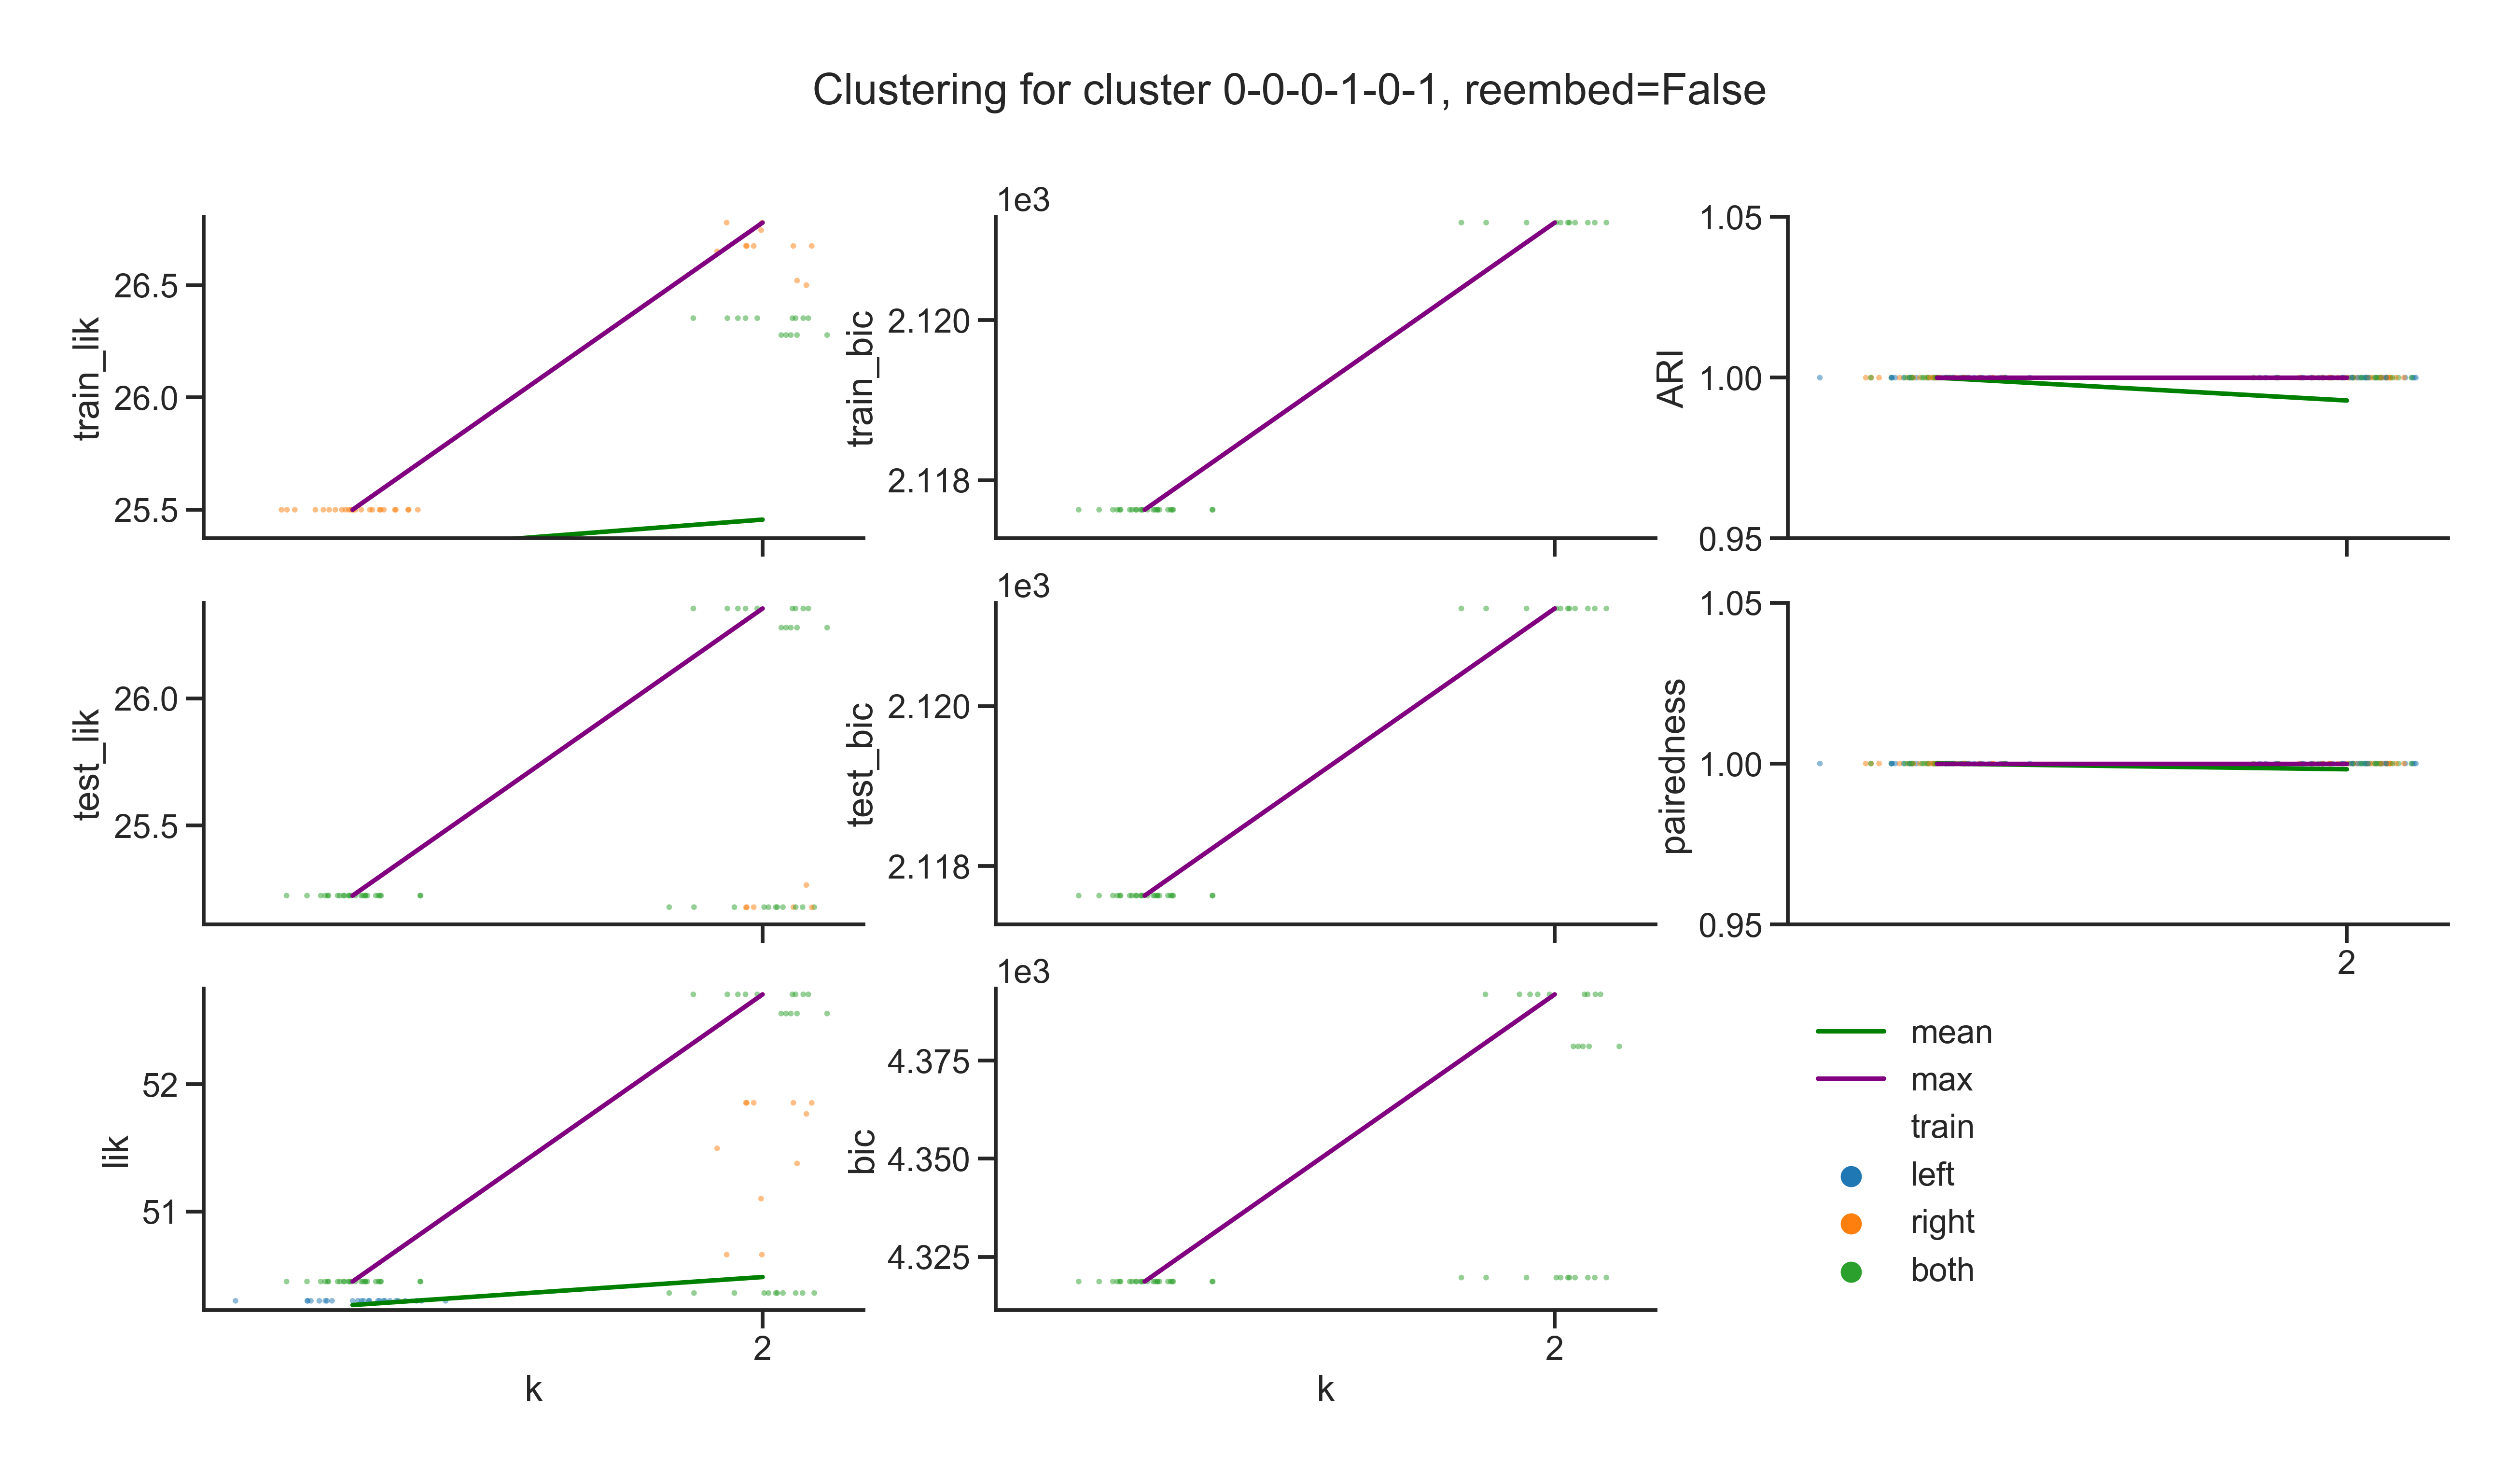 Clustering for cluster 0-0-0-1-0-1, reembed=False
train_lik
26.5
26.0
25.5
1e3
train_bic
2.120
2.118
ARI
1.05
1.00
0.95
test_lik
26.0
25.5
1e3
test_bic
2.120
2.118
pairedness
1.05
1.00
0.95
2
lik
52
51
2
k
1e3
bic
4.375
4.350
4.325
2
k
mean
max
train
left
right
both